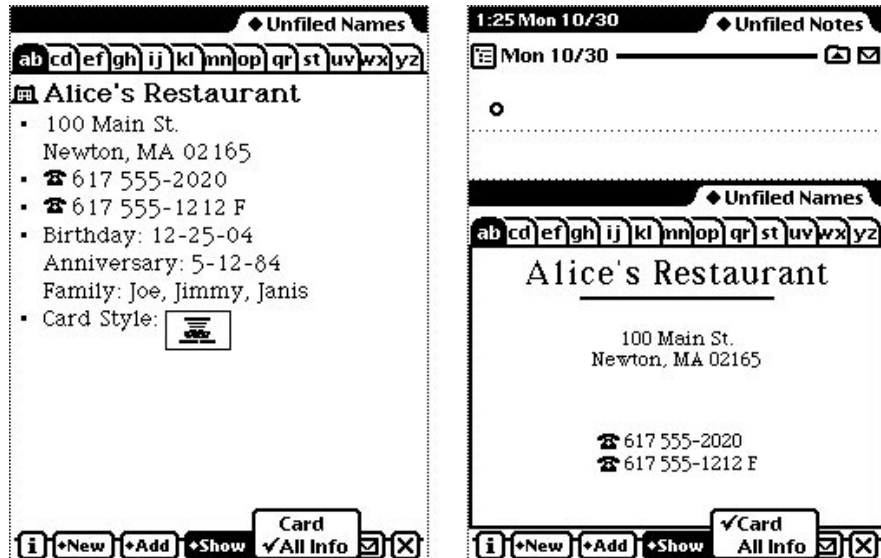 ◆Unfiled Names
ab cd ef gh ij kl mn op qr st uv wx yz
Alice's Restaurant
• 100 Main St.
Newton, MA 02165
• ☎617 555-2020
• ☎617 555-1212 F
• Birthday: 12-25-04
Anniversary: 5-12-84
Family: Joe, Jimmy, Janis
• Card Style:
Card
✓All Info
i ◆New ◆Add ◆Show X
1:25 Mon 10/30 ◆Unfiled Notes
Mon 10/30
◆Unfiled Names
ab cd ef gh ij kl mn op qr st uv wx yz
Alice's Restaurant
100 Main St.
Newton, MA 02165
☎617 555-2020
☎617 555-1212 F
✓Card
All Info
i ◆New ◆Add ◆Show X